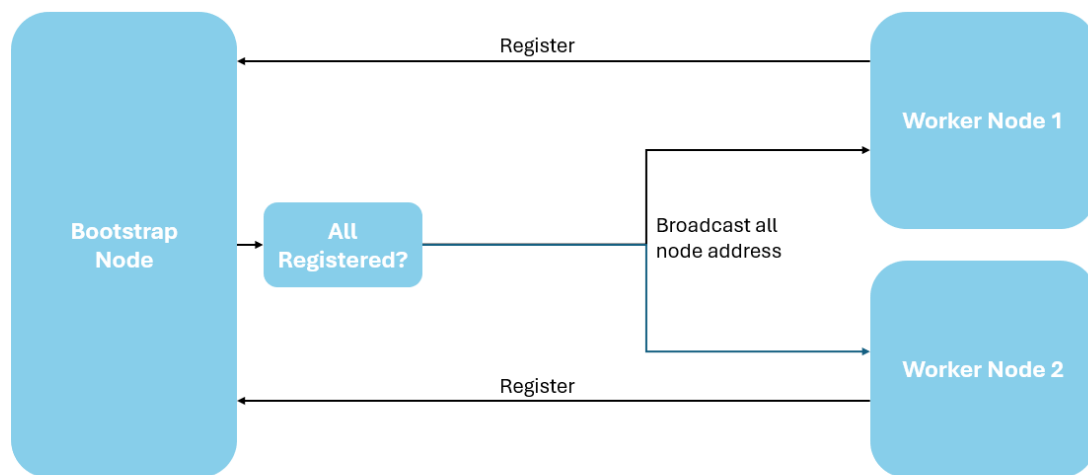 Register
Worker Node 1
Bootstrap
Node
All
Registered?
Broadcast all
node address
Worker Node 2
Register